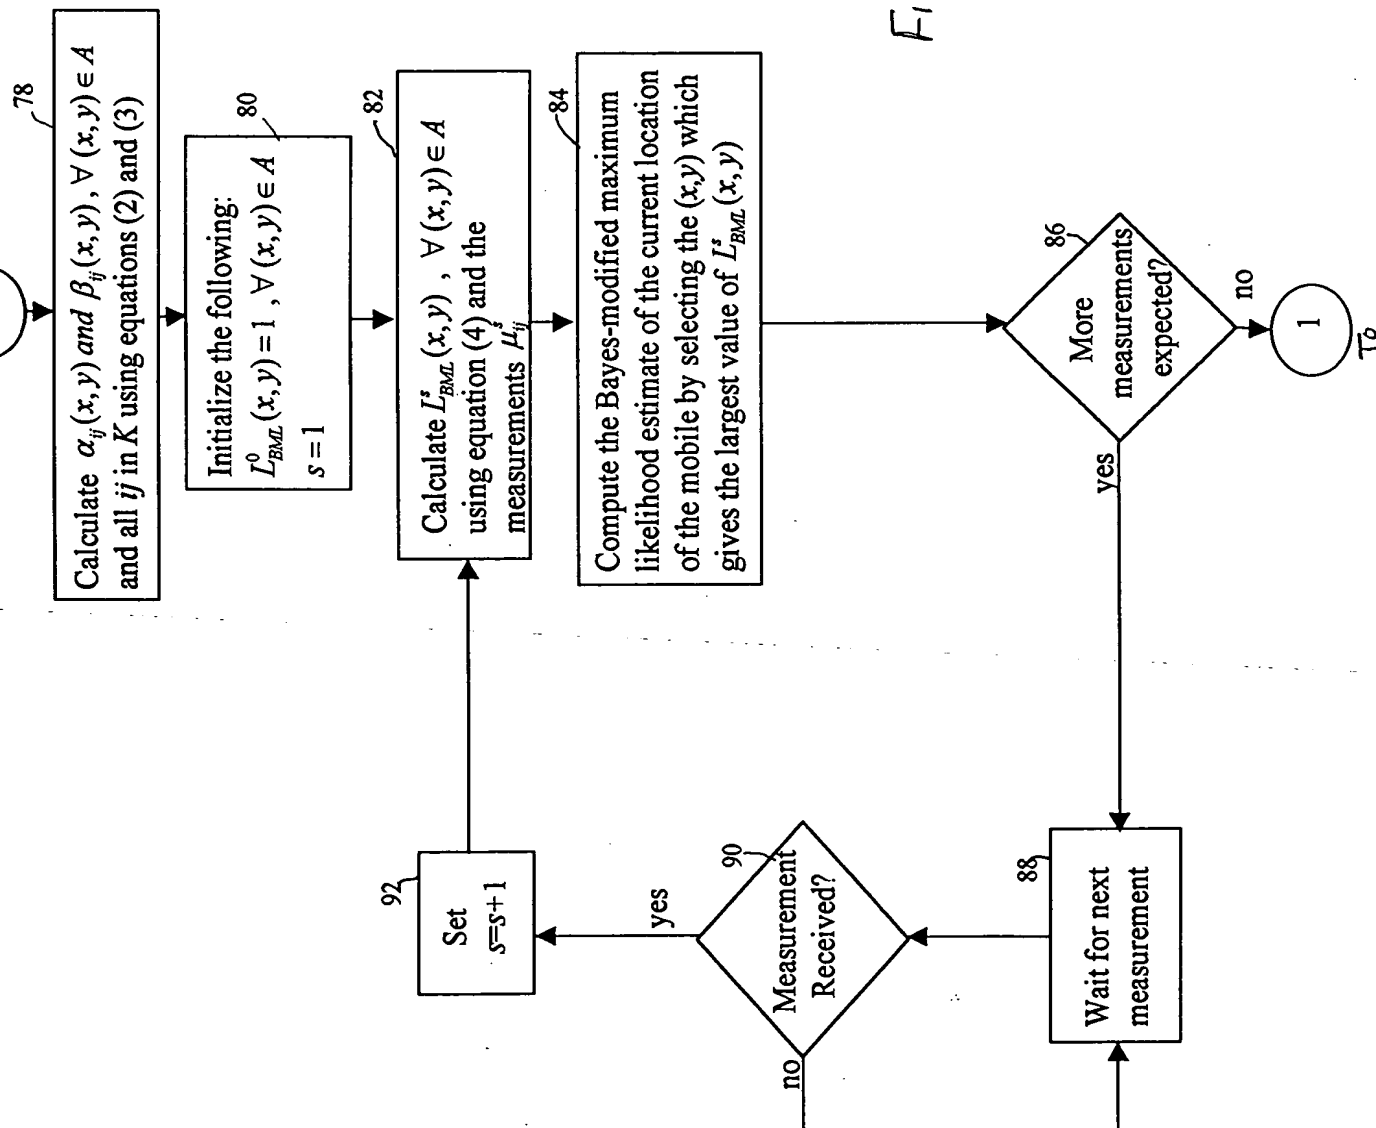 78
Calculate α_ij(x,y) and β_ij(x,y), ∀(x,y)∈A
and all ij in K using equations (2) and (3)
80
Initialize the following:
L^0_BML(x,y)=1, ∀(x,y)∈A
s=1
82
Calculate L^s_BML(x,y), ∀(x,y)∈A
using equation (4) and the
measurements μ^s_ij
84
Compute the Bayes-modified maximum
likelihood estimate of the current location
of the mobile by selecting the (x,y) which
gives the largest value of L^s_BML(x,y)
86
More
measurements
expected?
yes
no
1
To
88
Wait for next
measurement
90
Measurement
Received?
yes
no
92
Set
s=s+1